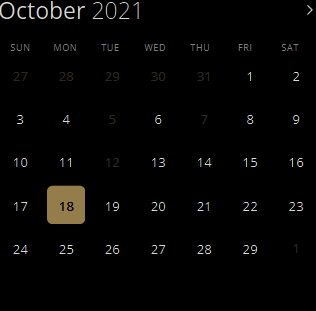 October 2021
SUN MON TUE WED THU FRI SAT
27 28 29 30 31 1 2
3 4 5 6 7 8 9
10 11 12 13 14 15 16
17 18 19 20 21 22 23
24 25 26 27 28 29 1